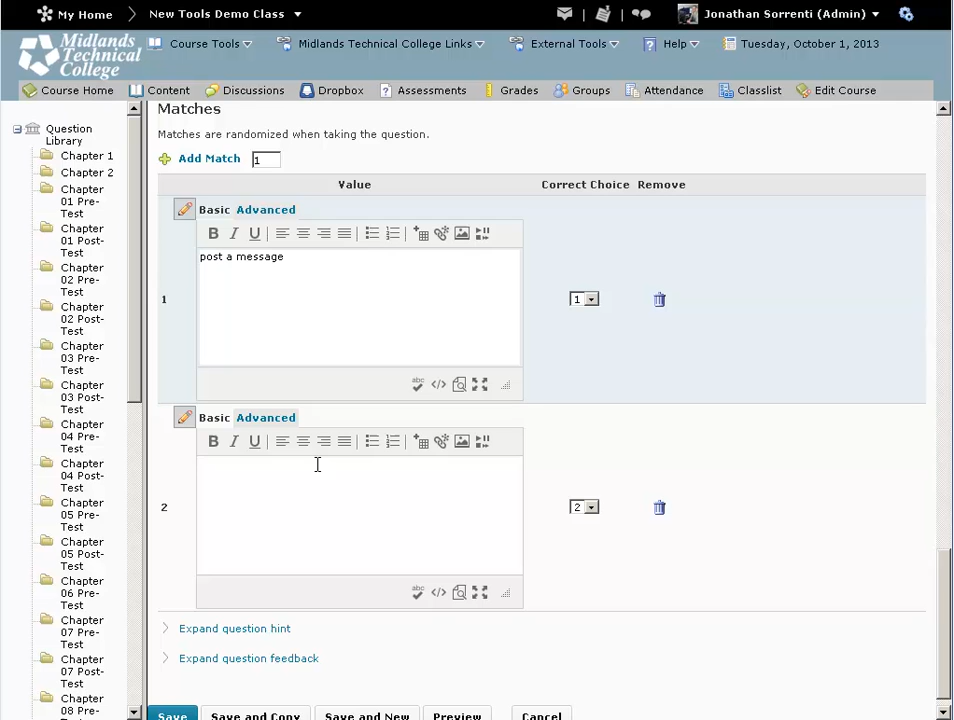 My Home
New Tools Demo Class
Jonathan Sorrenti (Admin)
Midlands Technical College
Course Tools
Midlands Technical College Links
External Tools
Help
Tuesday, October 1, 2013
Course Home
Content
Discussions
Dropbox
Assessments
Grades
Groups
Attendance
Classlist
Edit Course
Question Library
Chapter 1
Chapter 2
Chapter 01 Pre-Test
Chapter 01 Post-Test
Chapter 02 Pre-Test
Chapter 02 Post-Test
Chapter 03 Pre-Test
Chapter 03 Post-Test
Chapter 04 Pre-Test
Chapter 04 Post-Test
Chapter 05 Pre-Test
Chapter 05 Post-Test
Chapter 06 Pre-Test
Chapter 07 Pre-Test
Chapter 07 Post-Test
Chapter 08 Pre-
Matches
Matches are randomized when taking the question.
Add Match 1
Value Correct Choice Remove
Basic Advanced
B I U
post a message
1 1
abc
Basic Advanced
B I U
2 2
abc
Expand question hint
Expand question feedback
Save Save and Copy Save and New Preview Cancel